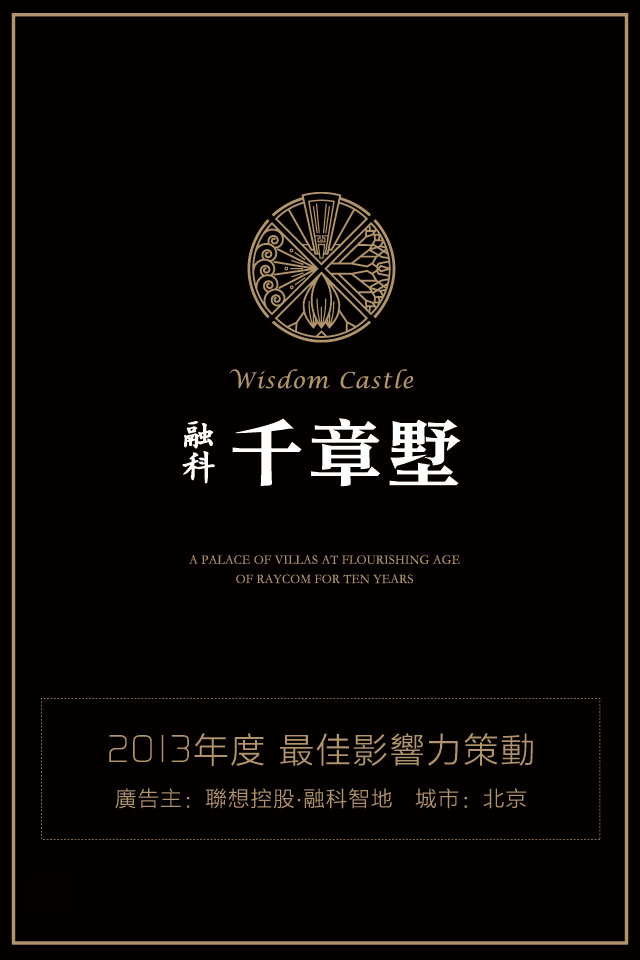 Wisdom Castle
融科 千章墅
A PALACE OF VILLAS AT FLOURISHING AGE
OF RAYCOM FOR TEN YEARS
2013年度 最佳影響力策動
廣告主：聯想控股·融科智地 城市：北京